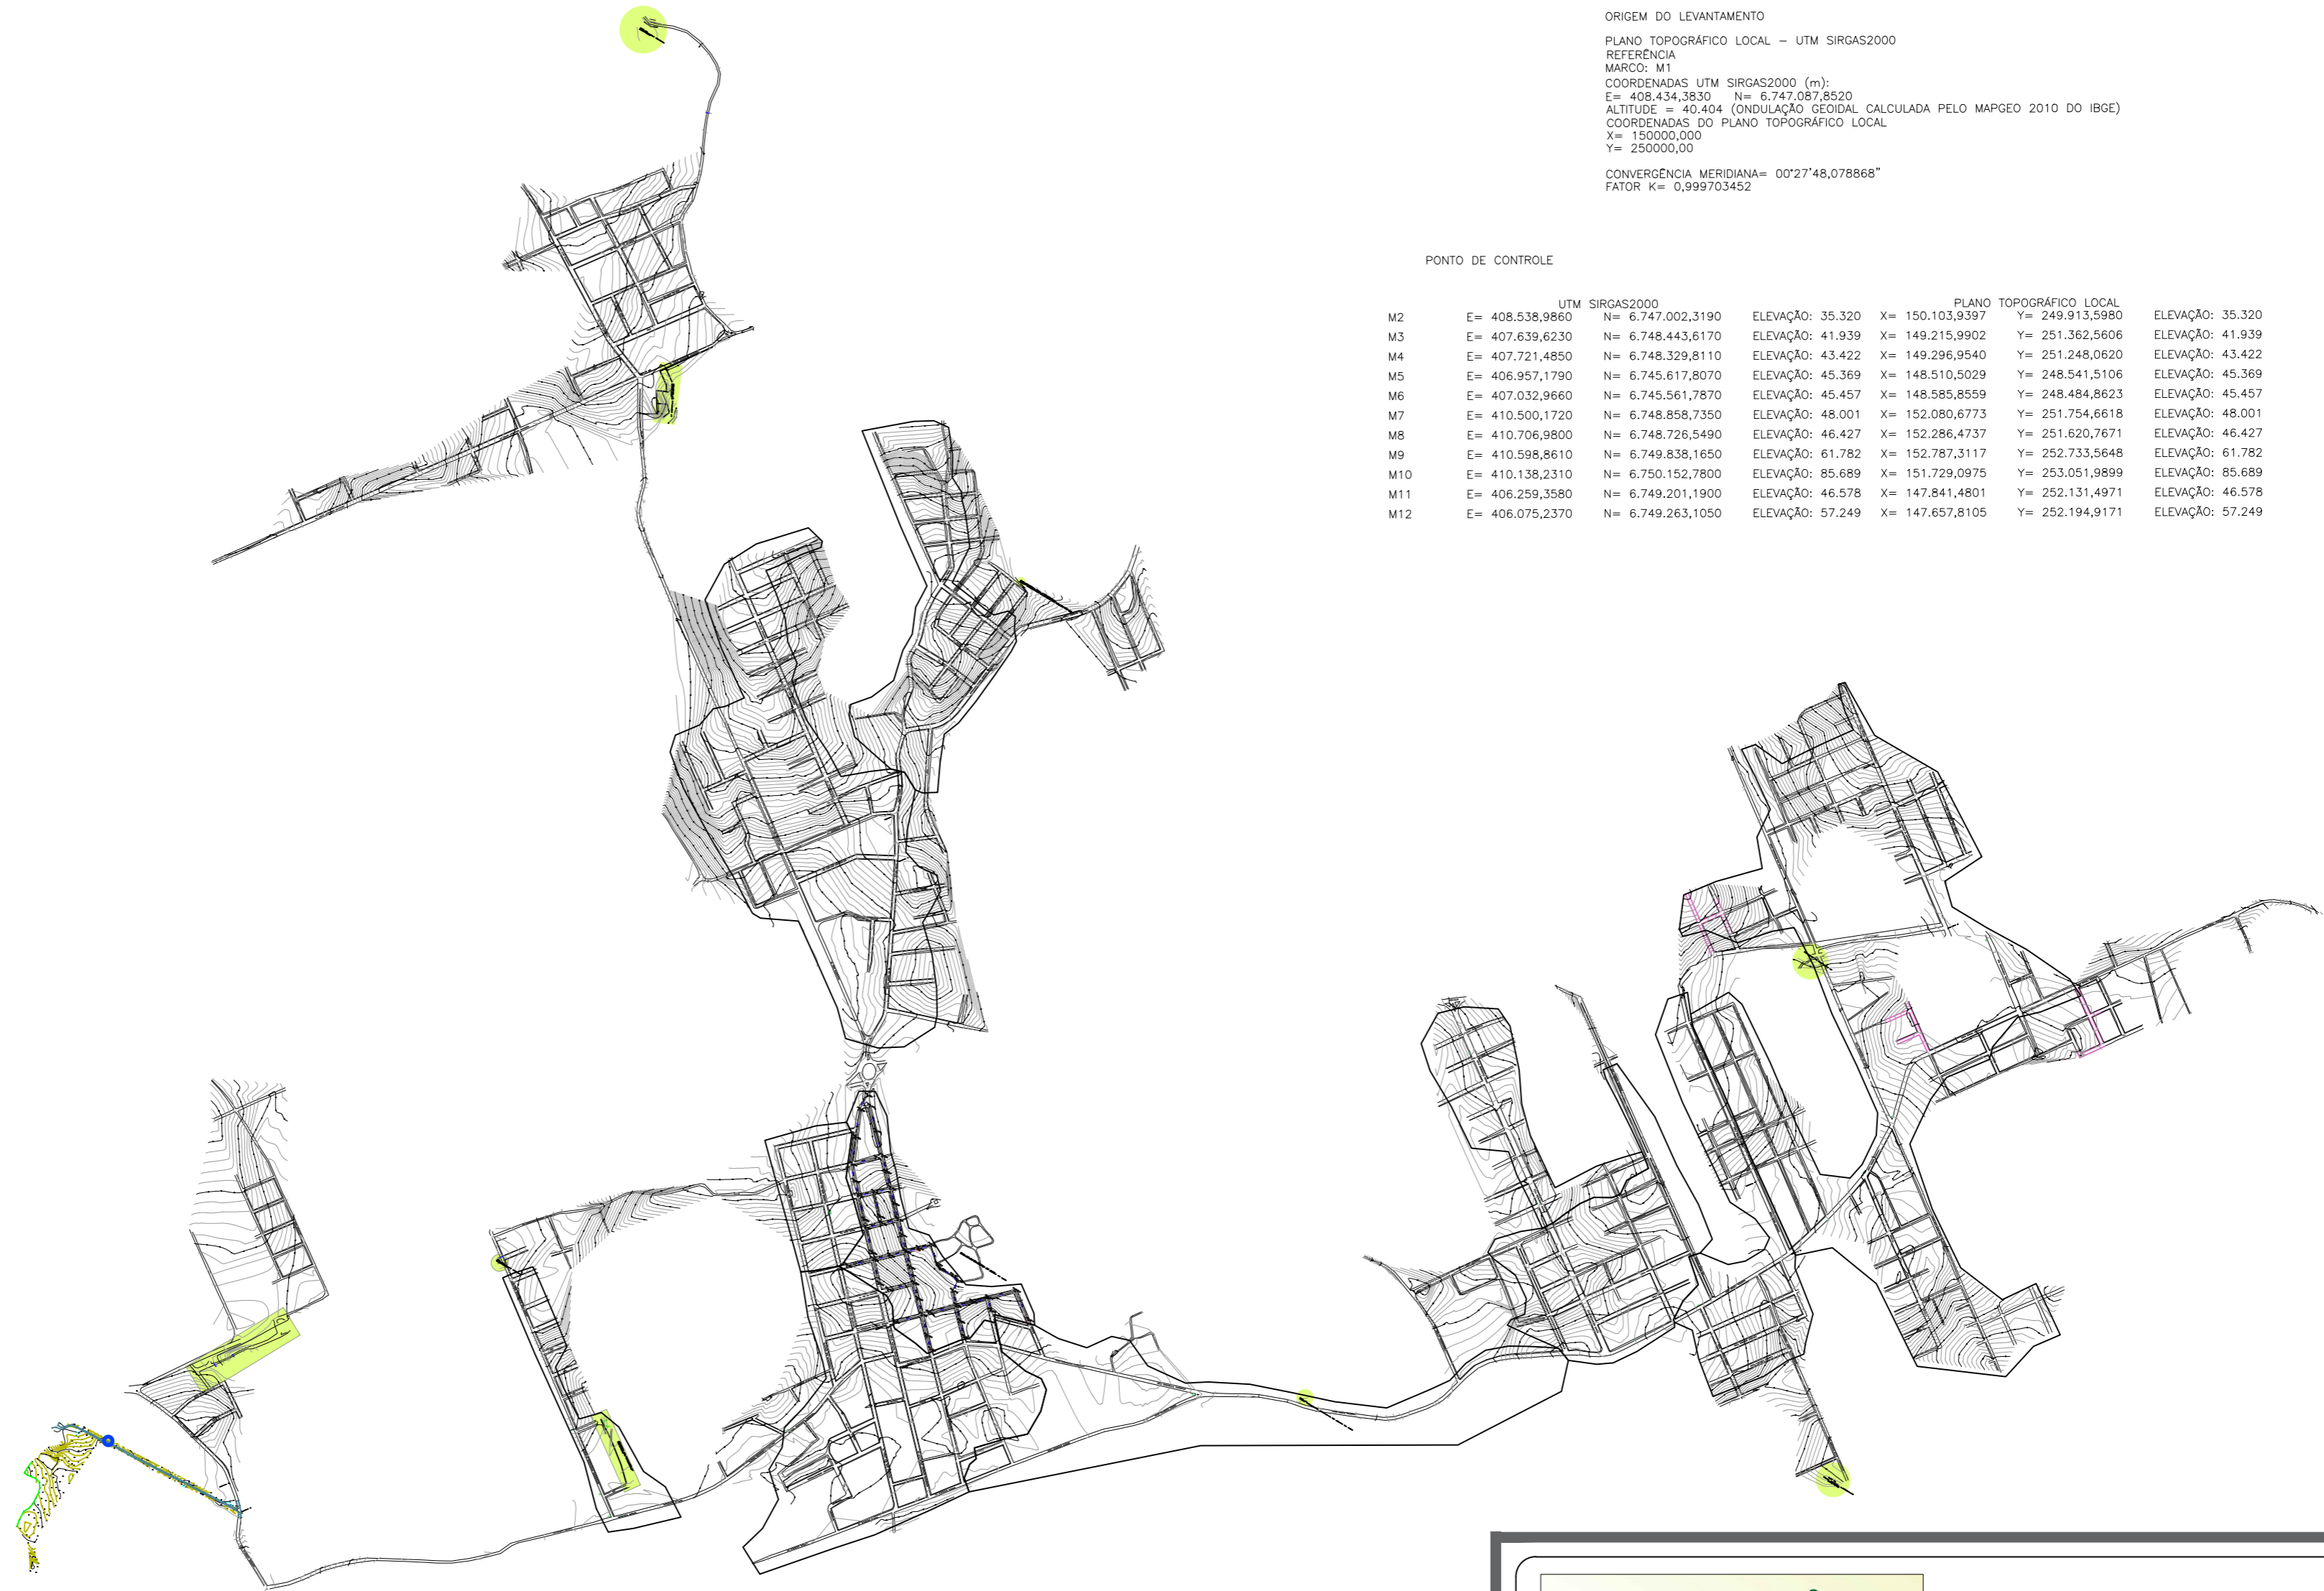 ORIGEM DO LEVANTAMENTO
PLANO TOPOGRÁFICO LOCAL – UTM SIRGAS2000
REFERÊNCIA
MARCO: M1
COORDENADAS UTM SIRGAS2000 (m):
E= 408.434,3830 N= 6.747.087,8520
ALTITUDE = 40.404 (ONDULAÇÃO GEOIDAL CALCULADA PELO MAPGEO 2010 DO IBGE)
COORDENADAS DO PLANO TOPOGRÁFICO LOCAL
X= 150000,000
Y= 250000,00
CONVERGÊNCIA MERIDIANA= 00°27'48,078868"
FATOR K= 0,999703452
PONTO DE CONTROLE
UTM SIRGAS2000 PLANO TOPOGRÁFICO LOCAL
M2 E= 408.538,9860 N= 6.747.002,3190 ELEVAÇÃO: 35.320 X= 150.103,9397 Y= 249.913,5980 ELEVAÇÃO: 35.320
M3 E= 407.639,6230 N= 6.748.443,6170 ELEVAÇÃO: 41.939 X= 149.215,9902 Y= 251.362,5606 ELEVAÇÃO: 41.939
M4 E= 407.721,4850 N= 6.748.329,8110 ELEVAÇÃO: 43.422 X= 149.296,9540 Y= 251.248,0620 ELEVAÇÃO: 43.422
M5 E= 406.957,1790 N= 6.745.617,8070 ELEVAÇÃO: 45.369 X= 148.510,5029 Y= 248.541,5106 ELEVAÇÃO: 45.369
M6 E= 407.032,9660 N= 6.745.561,7870 ELEVAÇÃO: 45.457 X= 148.585,8559 Y= 248.484,8623 ELEVAÇÃO: 45.457
M7 E= 410.500,1720 N= 6.748.858,7350 ELEVAÇÃO: 48.001 X= 152.080,6773 Y= 251.754,6618 ELEVAÇÃO: 48.001
M8 E= 410.706,9800 N= 6.748.726,5490 ELEVAÇÃO: 46.427 X= 152.286,4737 Y= 251.620,7671 ELEVAÇÃO: 46.427
M9 E= 410.598,8610 N= 6.749.838,1650 ELEVAÇÃO: 61.782 X= 152.787,3117 Y= 252.733,5648 ELEVAÇÃO: 61.782
M10 E= 410.138,2310 N= 6.750.152,7800 ELEVAÇÃO: 85.689 X= 151.729,0975 Y= 253.051,9899 ELEVAÇÃO: 85.689
M11 E= 406.259,3580 N= 6.749.201,1900 ELEVAÇÃO: 46.578 X= 147.841,4801 Y= 252.131,4971 ELEVAÇÃO: 46.578
M12 E= 406.075,2370 N= 6.749.263,1050 ELEVAÇÃO: 57.249 X= 147.657,8105 Y= 252.194,9171 ELEVAÇÃO: 57.249